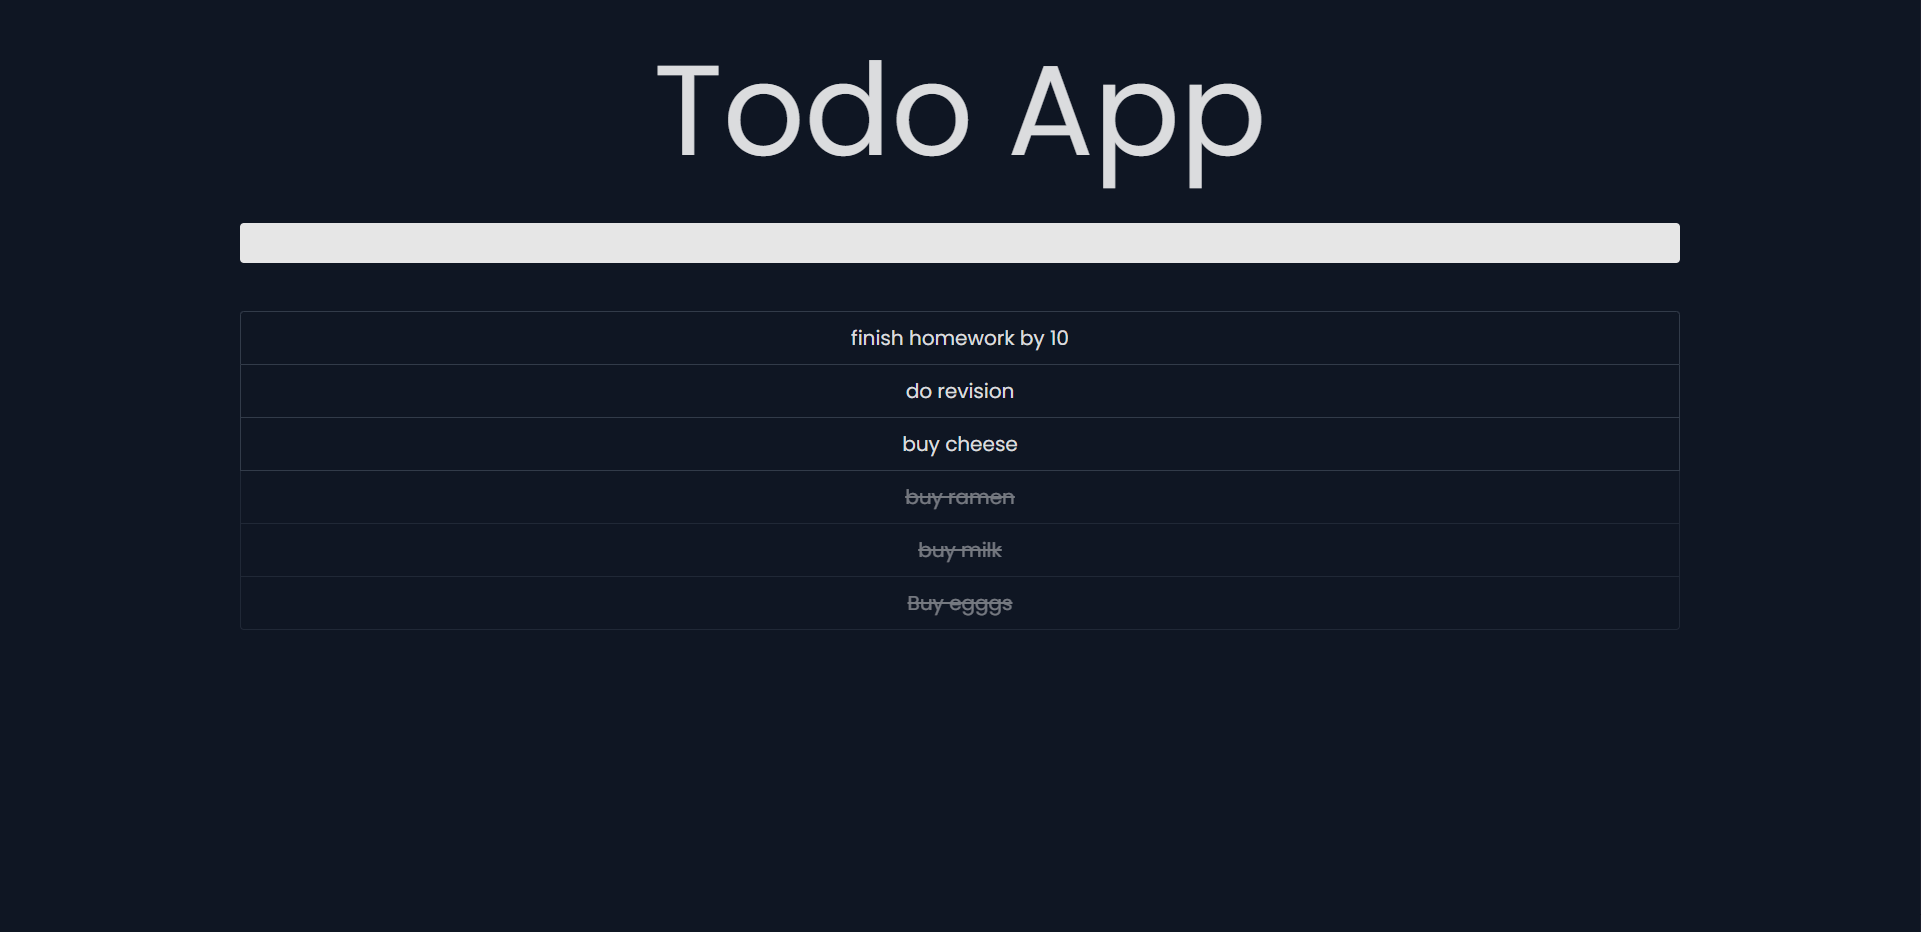 Todo App
finish homework by 10
do revision
buy cheese
buy ramen
buy milk
Buy egggs